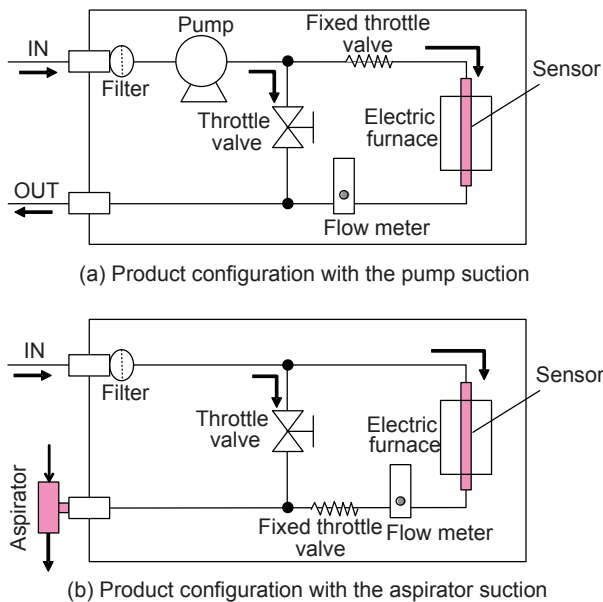 Pump
Fixed throttle
valve
IN
Filter
Sensor
Throttle
valve
Electric
furnace
OUT
Flow meter
(a) Product configuration with the pump suction
IN
Filter
Sensor
Throttle
valve
Electric
furnace
Aspirator
Fixed throttle
valve
Flow meter
(b) Product configuration with the aspirator suction